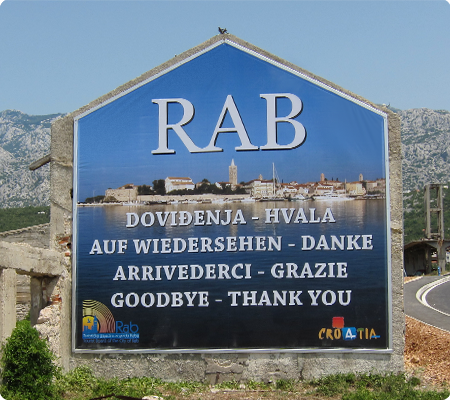 RAB
DOVIĐENJA - HVALA
AUF WIEDERSEHEN - DANKE
ARRIVEDERCI - GRAZIE
GOODBYE - THANK YOU
Rab
CROATIA